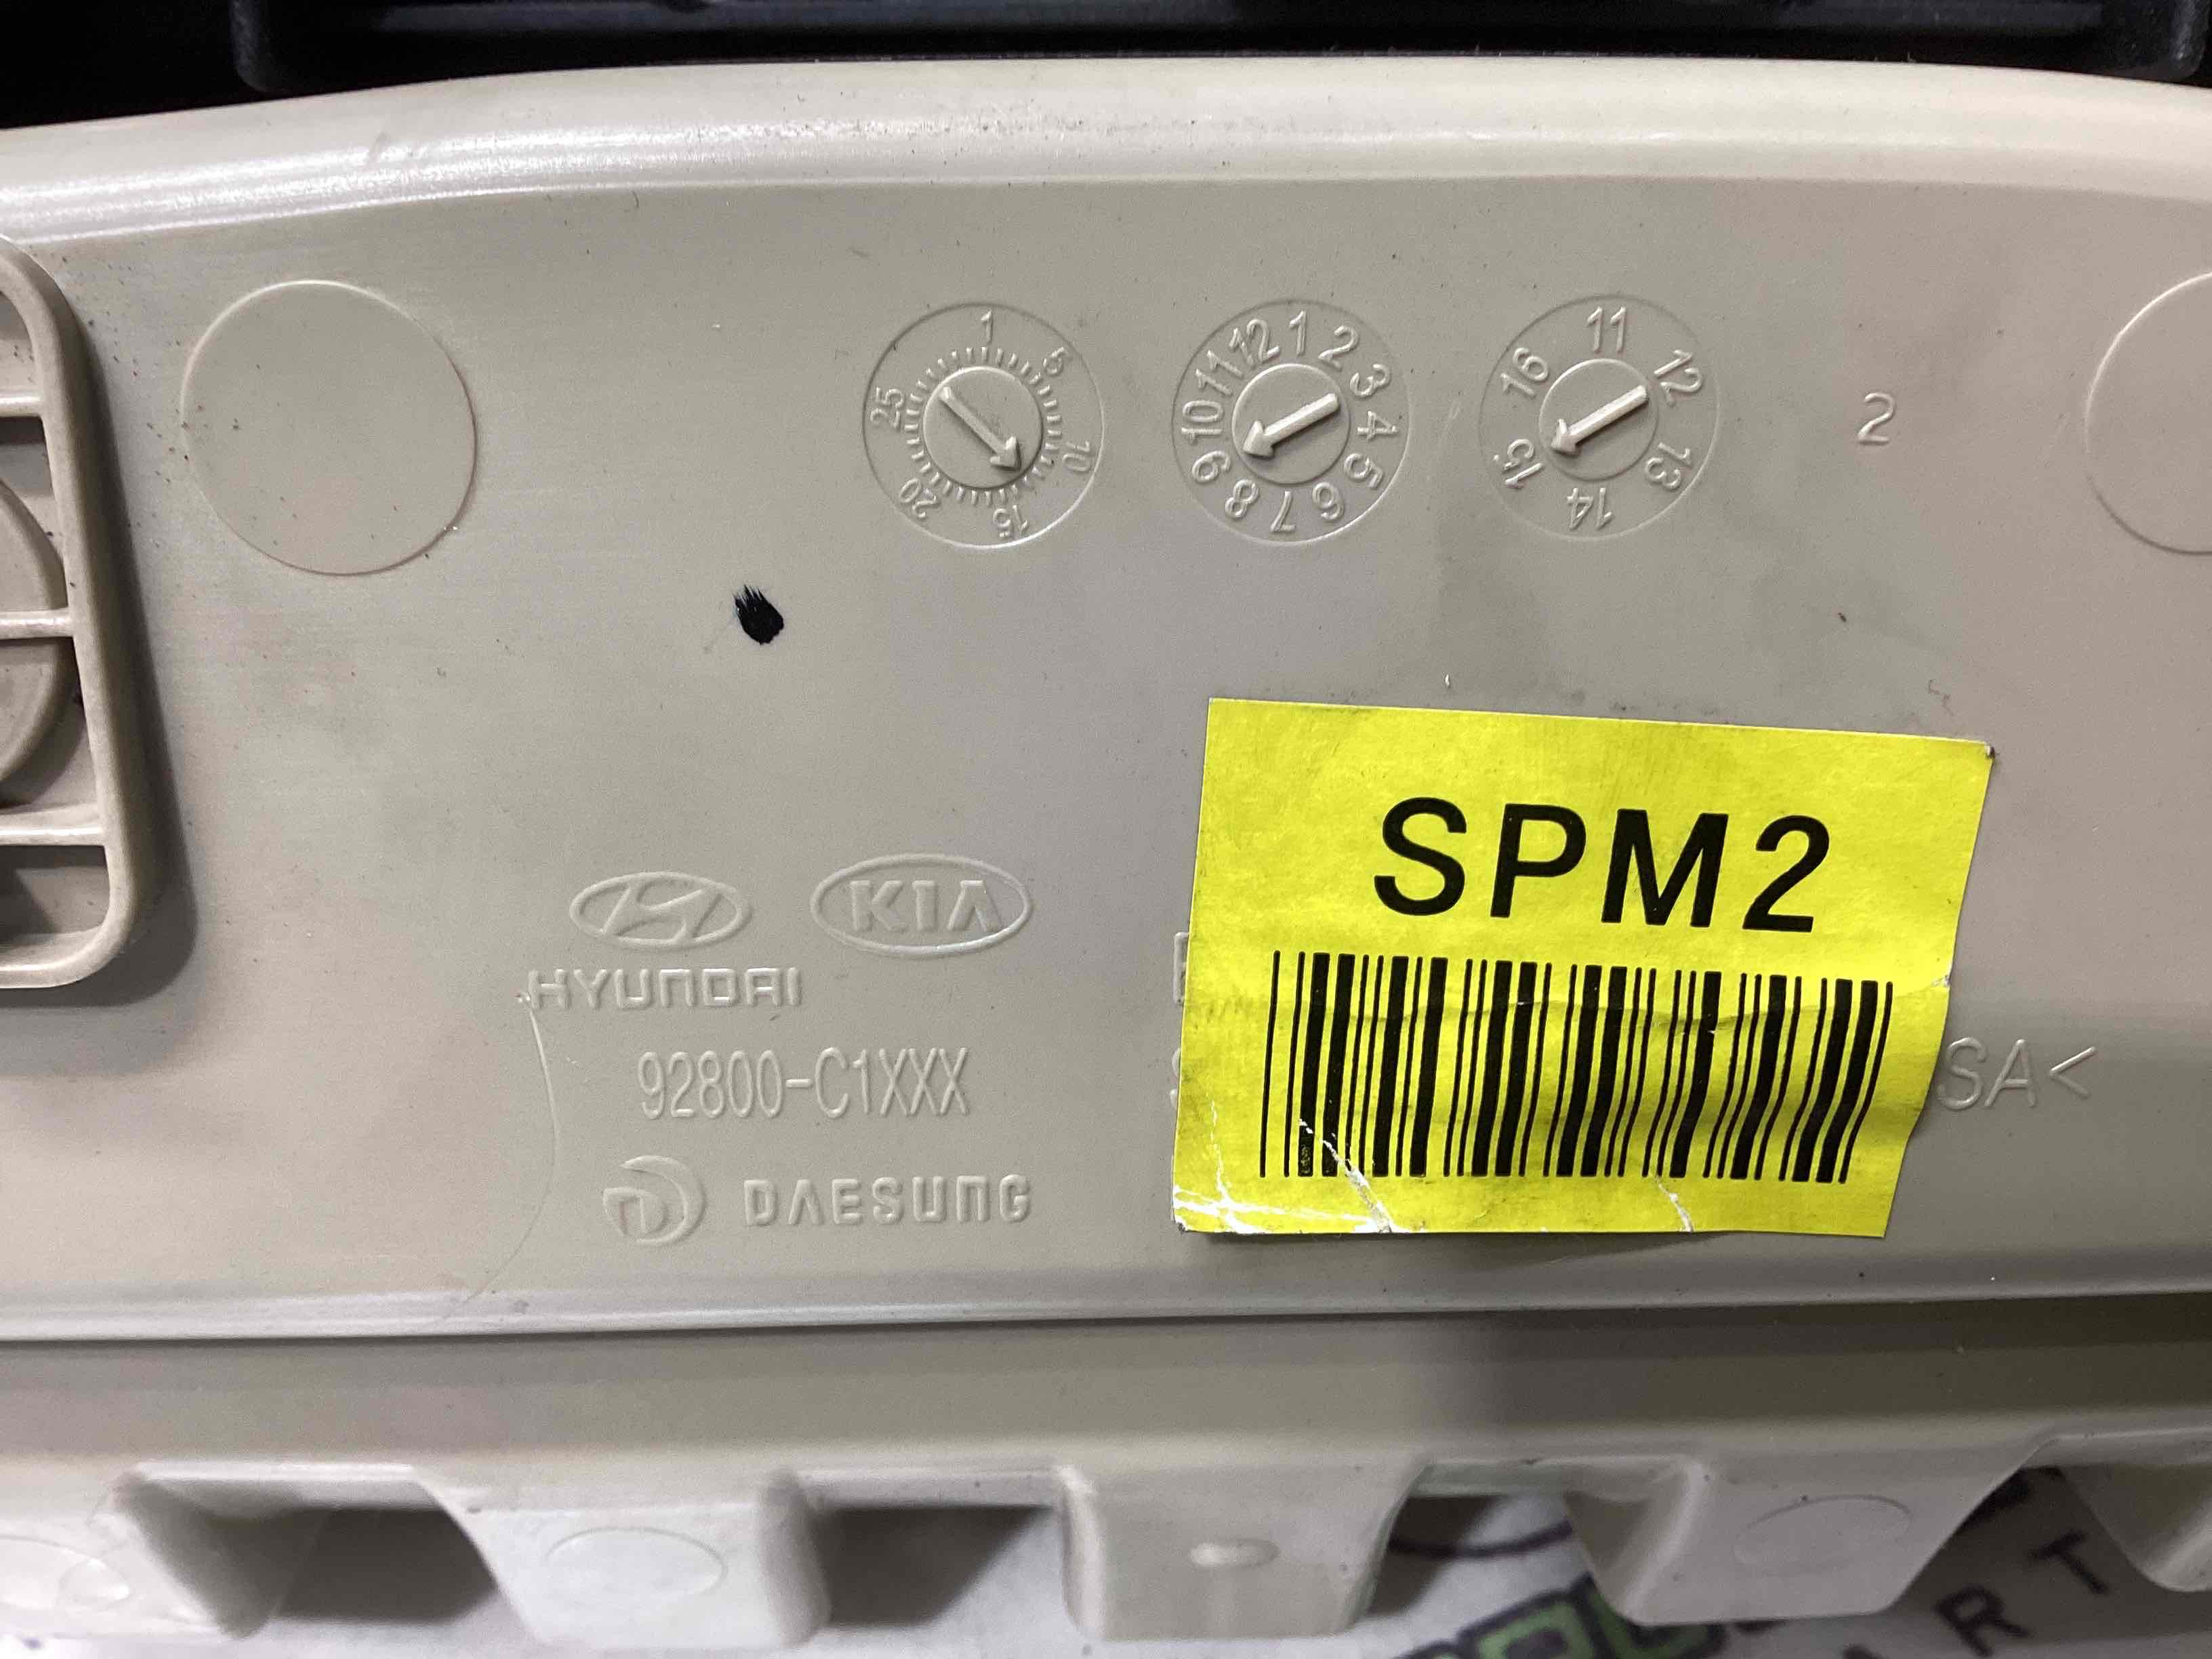 1 5 10 15 20 25
1 2 3 4 5 6 7 8 9 10 11 12
11 12 13 14 15 16
2
SPM2
KIA
HYUNDAI
92800-C1XXX
SA<
DAESUNG
ART